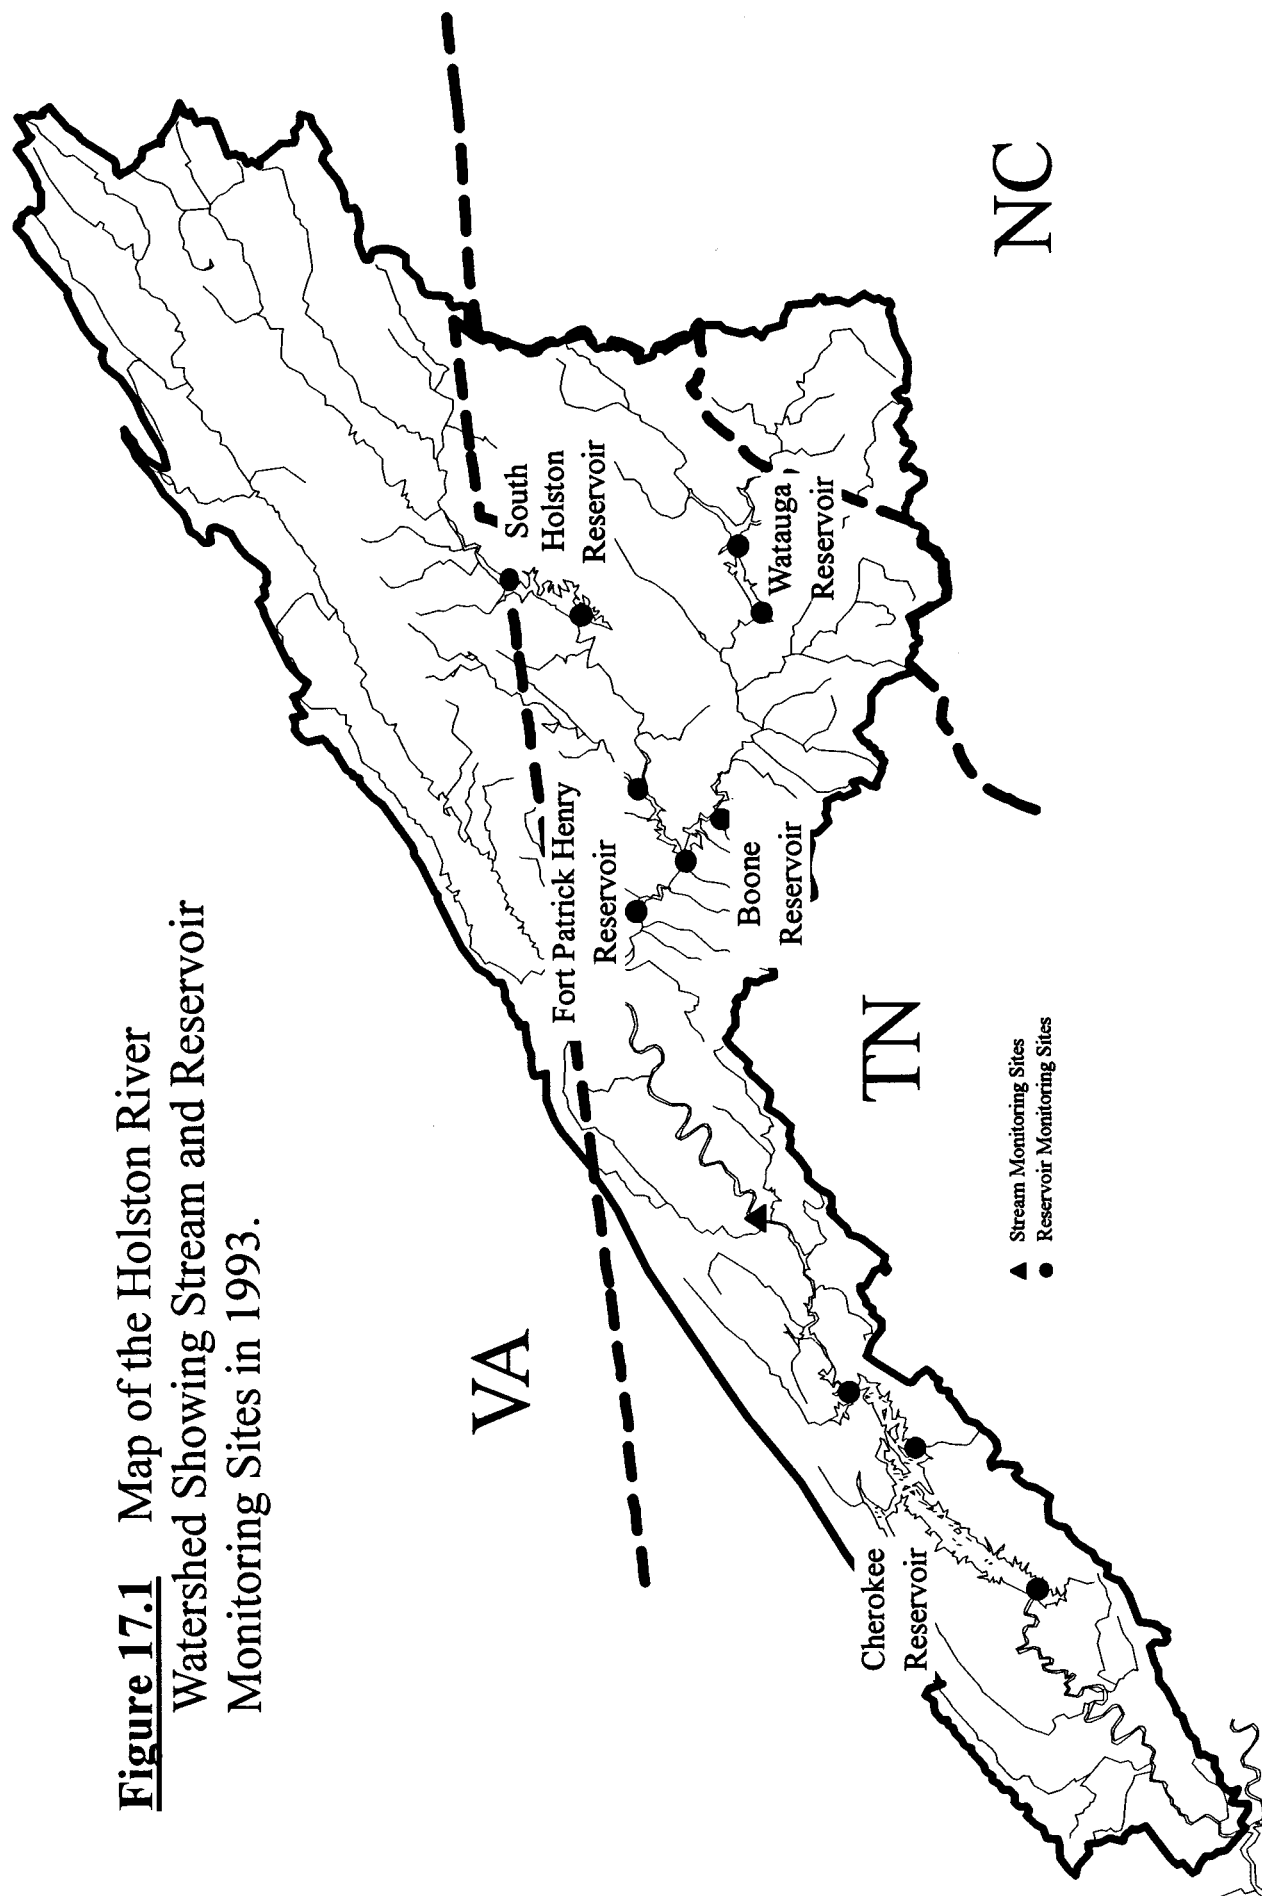 Figure 17.1 Map of the Holston River
Watershed Showing Stream and Reservoir
Monitoring Sites in 1993.
VA
NC
TN
South
Holston
Reservoir
Watauga
Reservoir
Fort Patrick Henry
Reservoir
Boone
Reservoir
Cherokee
Reservoir
Stream Monitoring Sites
Reservoir Monitoring Sites